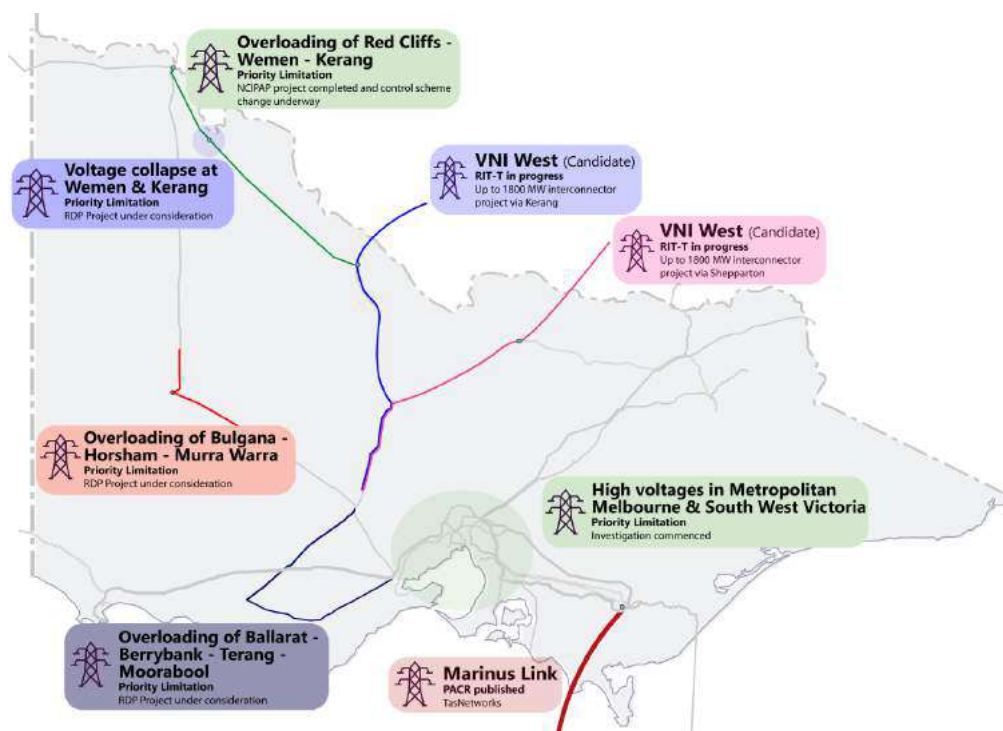 Overloading of Red Cliffs -
Wemen - Kerang
Priority Limitation
NCIPAP project completed and control scheme
change underway
Voltage collapse at
Wemen & Kerang
Priority Limitation
RDP Project under consideration
VNI West (Candidate)
RIT-T in progress
Up to 1800 MW interconnector
project via Kerang
VNI West (Candidate)
RIT-T in progress
Up to 1800 MW interconnector
project via Shepparton
Overloading of Bulgana -
Horsham - Murra Warra
Priority Limitation
RDP Project under consideration
High voltages in Metropolitan
Melbourne & South West Victoria
Priority Limitation
Investigation commenced
Overloading of Ballarat -
Berrybank - Terang -
Moorabool
Priority Limitation
RDP Project under consideration
Marinus Link
PACR published
TasNetworks